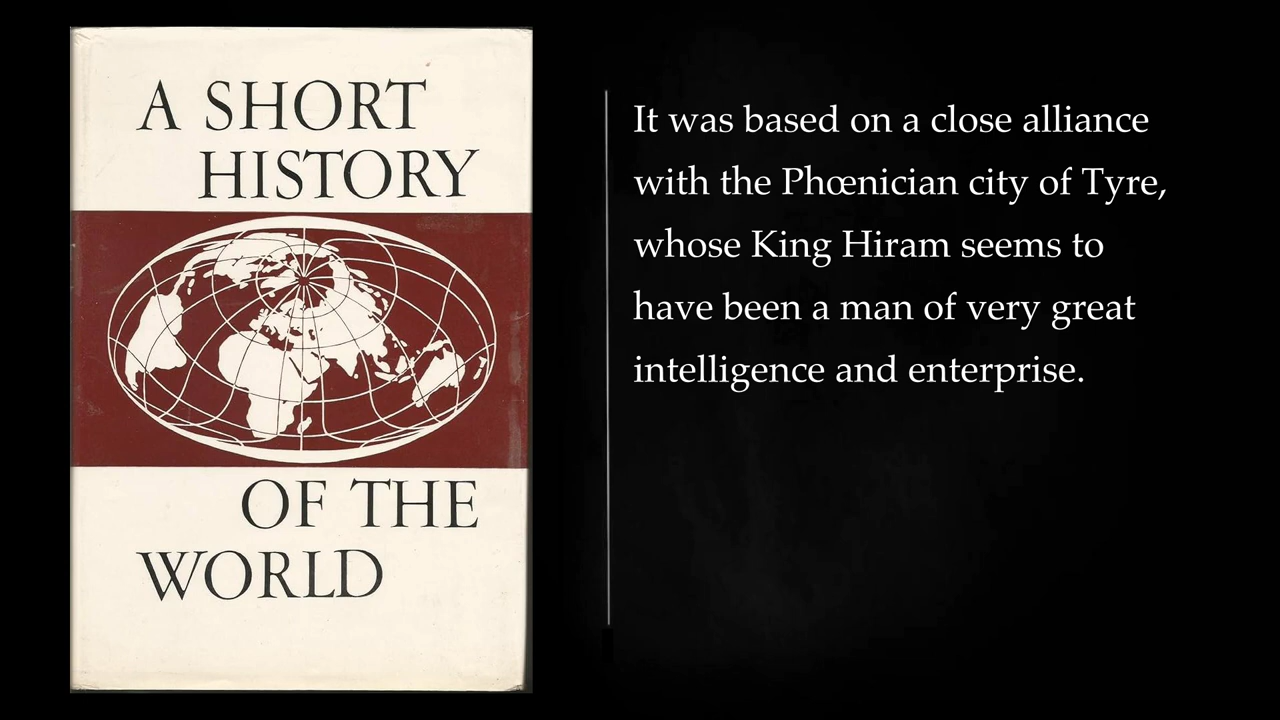 A SHORT
HISTORY
OF THE
WORLD
It was based on a close alliance
with the Phœnician city of Tyre,
whose King Hiram seems to
have been a man of very great
intelligence and enterprise.